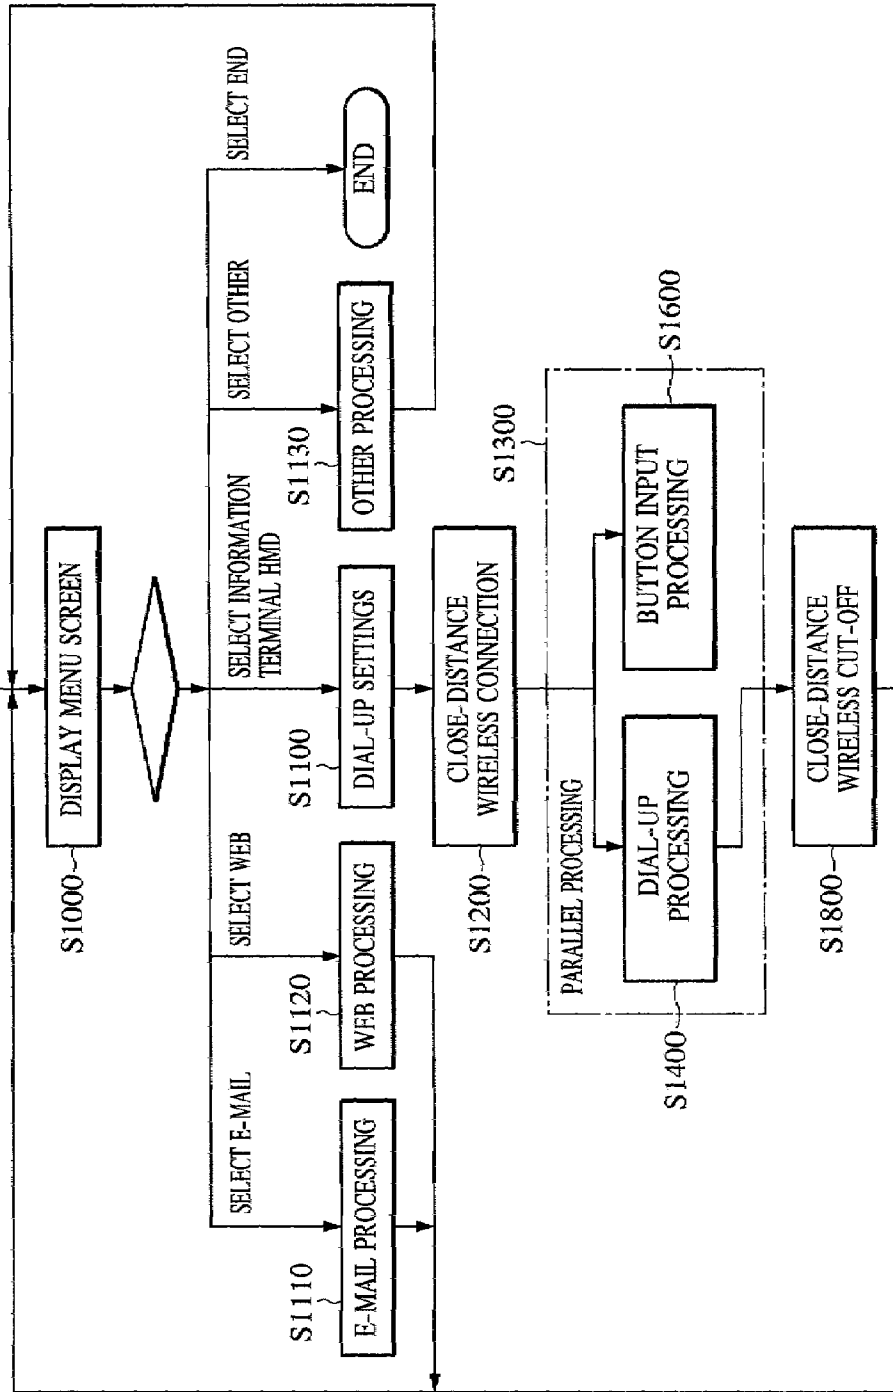 S1000
DISPLAY MENU SCREEN
SELECT E-MAIL
SELECT WEB
SELECT INFORMATION
TERMINAL HMD
SELECT OTHER
SELECT END
S1110
E-MAIL PROCESSING
S1120
WEB PROCESSING
S1100
DIAL-UP SETTINGS
S1130
OTHER PROCESSING
END
S1200
CLOSE-DISTANCE
WIRELESS CONNECTION
S1300
PARALLEL PROCESSING
S1400
DIAL-UP
PROCESSING
BUTTON INPUT
PROCESSING
S1600
S1800
CLOSE-DISTANCE
WIRELESS CUT-OFF